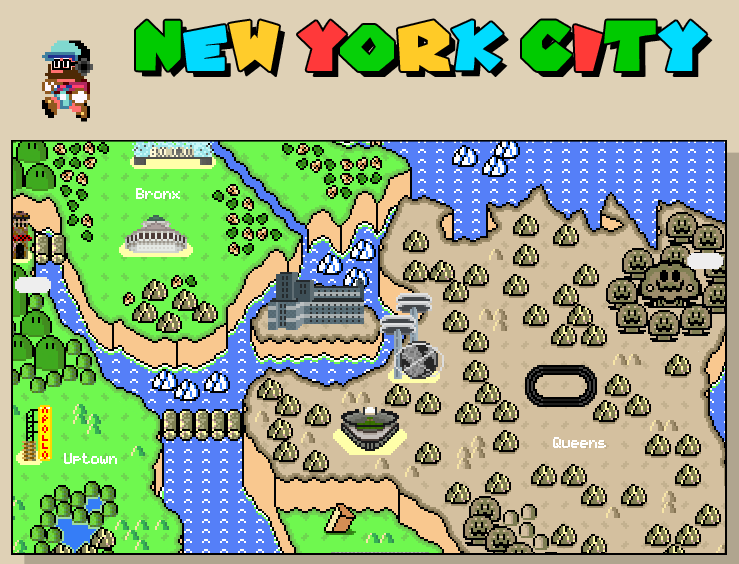 NEW YORK CITY
Bronx
APOLLO
Uptown
Queens